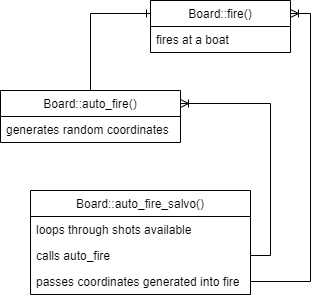 Board::fire()
fires at a boat
Board::auto_fire()
generates random coordinates
Board::auto_fire_salvo()
loops through shots available
calls auto_fire
passes coordinates generated into fire